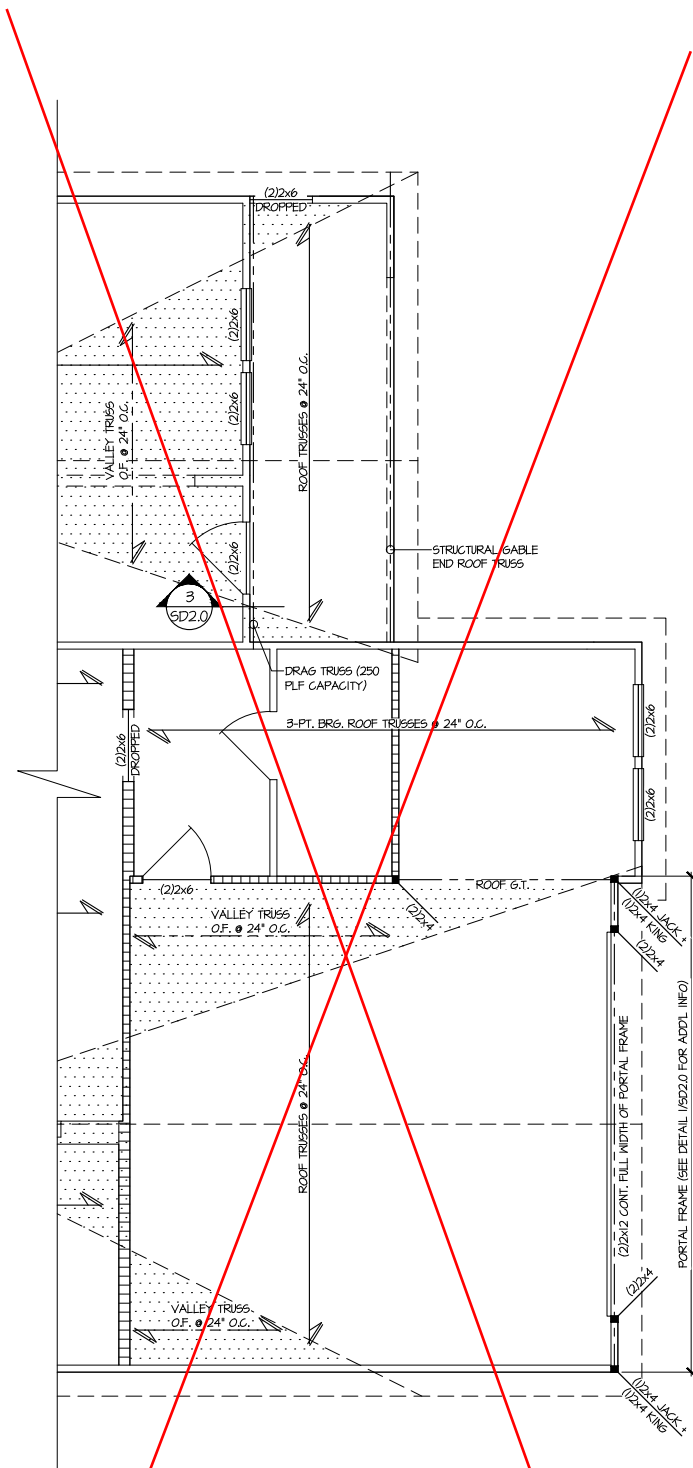 (2)2x6
DROPPED
(2)2x6
(2)2x6
VALLEY TRUSS
O.F. @ 24" O.C.
ROOF TRUSSES @ 24" O.C.
(2)2x6
STRUCTURAL GABLE
END ROOF TRUSS
3
SD2.0
DRAG TRUSS (250
PLF CAPACITY)
3-PT. BRG. ROOF TRUSSES @ 24" O.C.
(2)2x6
DROPPED
(2)2x6
(2)2x6
(2)2x6
ROOF G.T.
(2)2x4
(1)2x4 JACK +
(1)2x4 KING
(2)2x4
VALLEY TRUSS
O.F. @ 24" O.C.
ROOF TRUSSES @ 24" O.C.
(2)2x12 CONT. FULL WIDTH OF PORTAL FRAME
PORTAL FRAME (SEE DETAIL 1/SD2.0 FOR ADD'L INFO)
VALLEY TRUSS
O.F. @ 24" O.C.
(2)2x4
(1)2x4 JACK +
(1)2x4 KING